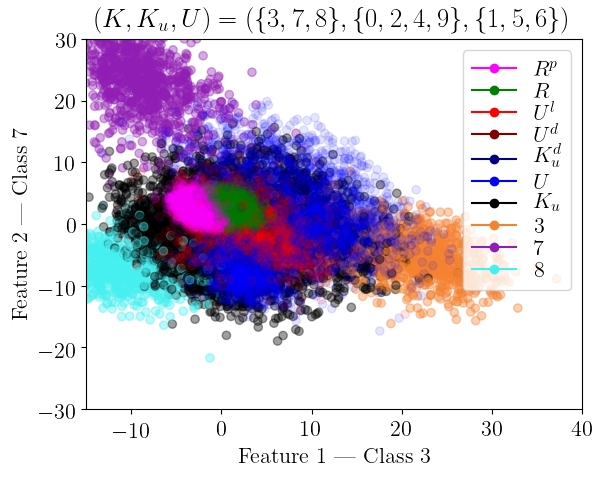 (K, K_u, U) = ({3, 7, 8}, {0, 2, 4, 9}, {1, 5, 6})
30
20
10
0
−10
−20
−30
−10
0
10
20
30
40
Feature 2 — Class 7
Feature 1 — Class 3
R^p
R
U^l
U^d
K_u^d
U
K_u
3
7
8